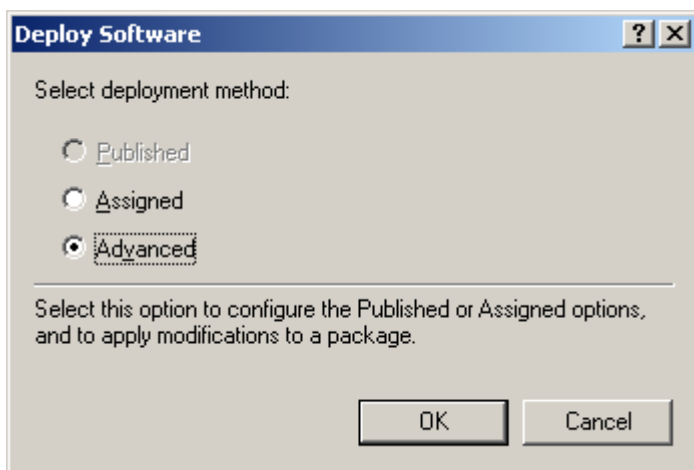 Deploy Software
Select deployment method:
Published
Assigned
Advanced
Select this option to configure the Published or Assigned options,
and to apply modifications to a package.
OK Cancel